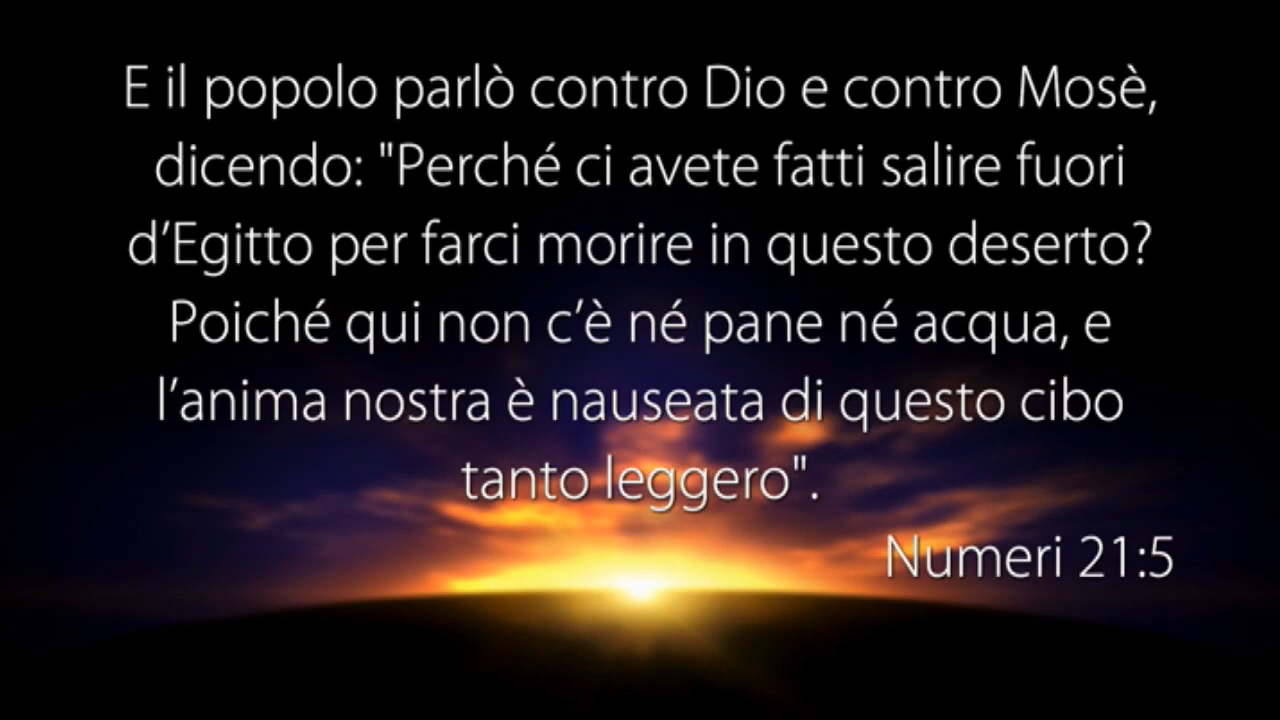 E il popolo parlò contro Dio e contro Mosè,
dicendo: "Perché ci avete fatti salire fuori
d’Egitto per farci morire in questo deserto?
Poiché qui non c’è né pane né acqua, e
l’anima nostra è nauseata di questo cibo
tanto leggero".
Numeri 21:5